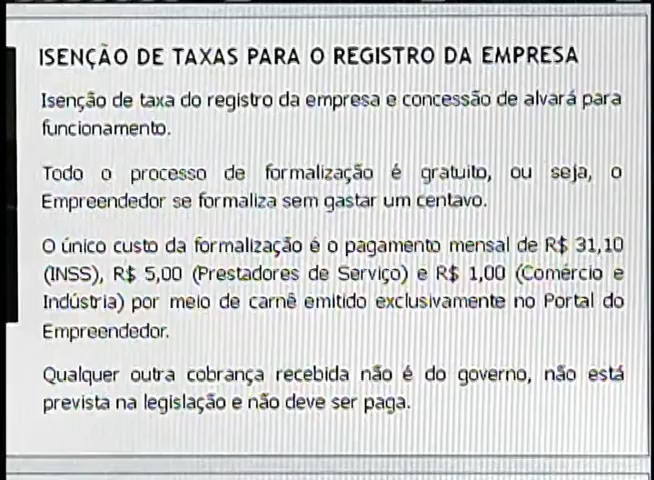 ISENÇÃO DE TAXAS PARA O REGISTRO DA EMPRESA
Isenção de taxa do registro da empresa e concessão de alvará para
funcionamento.
Todo o processo de formalização é gratuito, ou seja, o
Empreendedor se formaliza sem gastar um centavo.
O único custo da formalização é o pagamento mensal de R$ 31,10
(INSS), R$ 5,00 (Prestadores de Serviço) e R$ 1,00 (Comércio e
Indústria) por meio de carnê emitido exclusivamente no Portal do
Empreendedor.
Qualquer outra cobrança recebida não é do governo, não está
prevista na legislação e não deve ser paga.